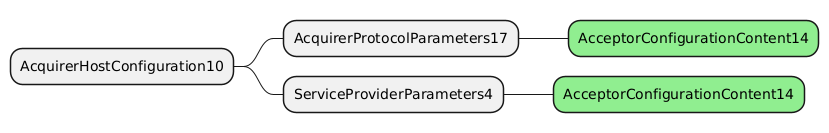 AcquirerHostConfiguration10
AcquirerProtocolParameters17
AcceptorConfigurationContent14
ServiceProviderParameters4
AcceptorConfigurationContent14